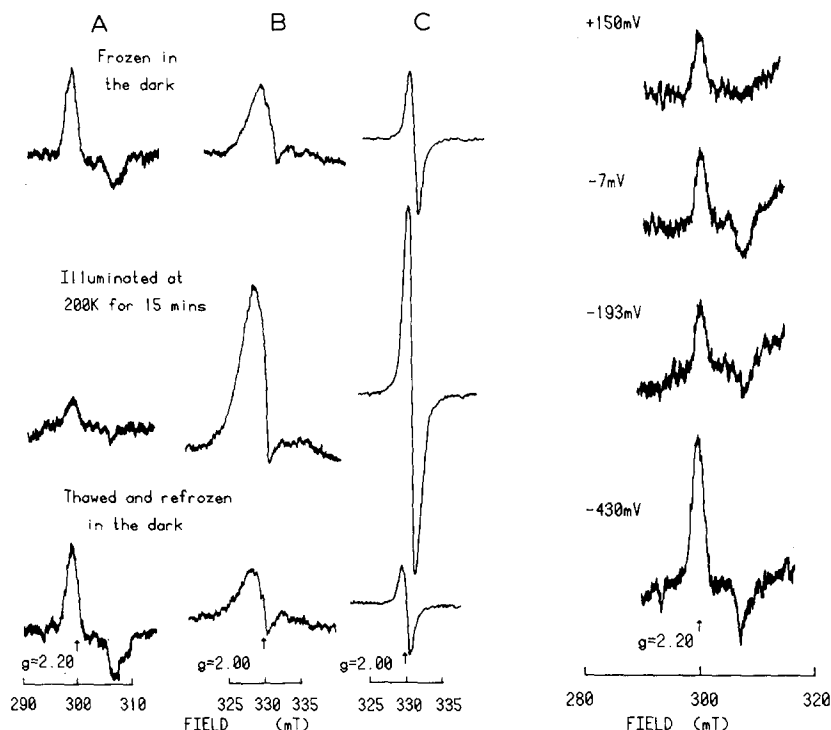 A B C
Frozen in
the dark
Illuminated at
200K for 15 mins
Thawed and refrozen
in the dark
g=2.20 g=2.00 g=2.00
290 300 310 325 330 335 325 330 335
FIELD (mT)
+150mV
-7mV
-193mV
-430mV
g=2.20
280 300 320
FIELD (mT)